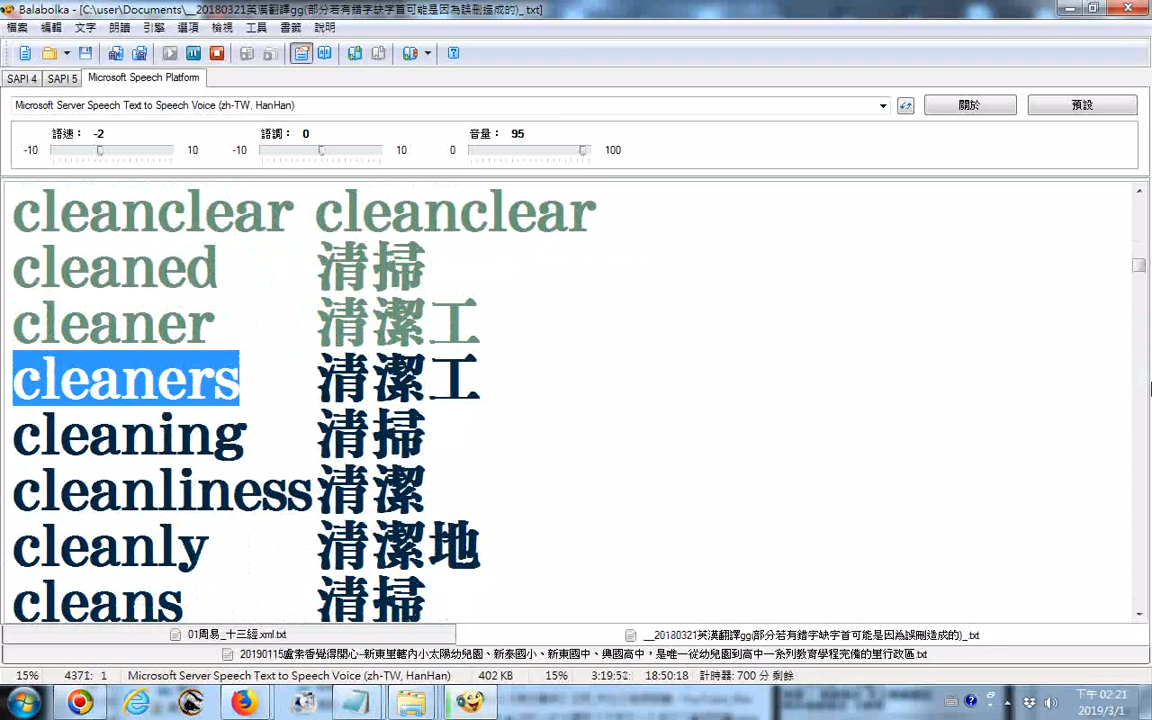 Balabolka - [C:\user\Documents\__20180321英漢翻譯gg(部分若有錯字缺字首可能是因為誤刪造成的)_.txt]
檔案 編輯 文字 朗讀 引擎 選項 檢視 工具 書籤 說明
SAPI 4 SAPI 5 Microsoft Speech Platform
Microsoft Server Speech Text to Speech Voice (zh-TW, HanHan) 關於 預設
語速： -2 語調： 0 音量： 95
-10 10 -10 10 0 100
cleanclear cleanclear
cleaned 清掃
cleaner 清潔工
cleaners 清潔工
cleaning 清掃
cleanliness 清潔
cleanly 清潔地
cleans 清掃
01周易_十三經.xml.txt __20180321英漢翻譯gg(部分若有錯字缺字首可能是因為誤刪造成的)_.txt
20190115盧素香覺得開心--新東里轄內小太陽幼兒園、新泰國小、新東國中、興國高中，是唯一從幼兒園到高中一系列教育學程完備的里行政區.txt
15% 4371: 1 Microsoft Server Speech Text to Speech Voice (zh-TW, HanHan) 402 KB 15% 3:19:52 18:50:18 計時器: 700 分 剩餘
下午 02:21
2019/3/1